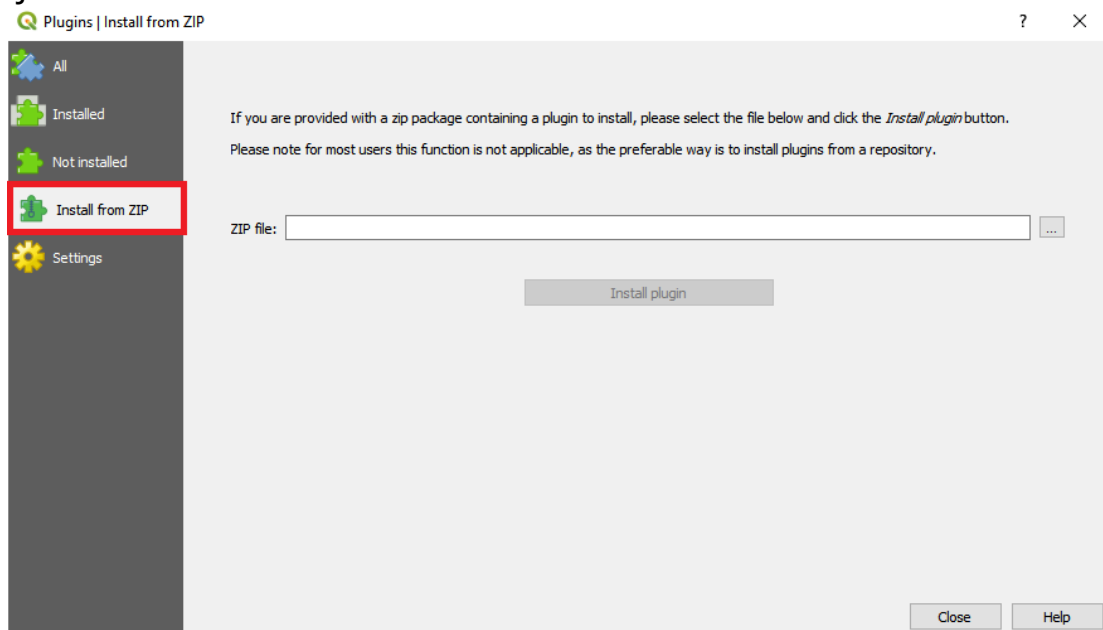 Plugins | Install from ZIP
?
All
Installed
If you are provided with a zip package containing a plugin to install, please select the file below and click the Install plugin button.
Please note for most users this function is not applicable, as the preferable way is to install plugins from a repository.
Not installed
Install from ZIP
ZIP file:
...
Settings
Install plugin
Close
Help